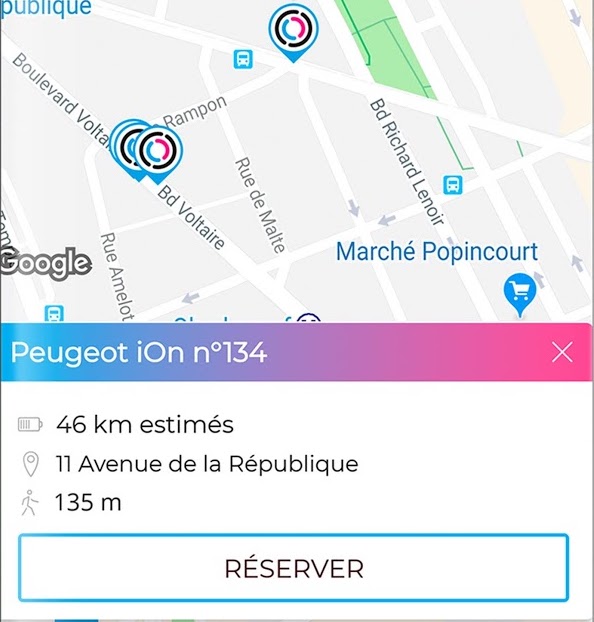 publique
Boulevard Voltai
Rampon
Bd Richard Lenoir
Rue de Malte
Bd Voltaire
Rue Amelot
Marché Popincourt
Google
Peugeot iOn n°134
46 km estimés
11 Avenue de la République
135 m
RÉSERVER